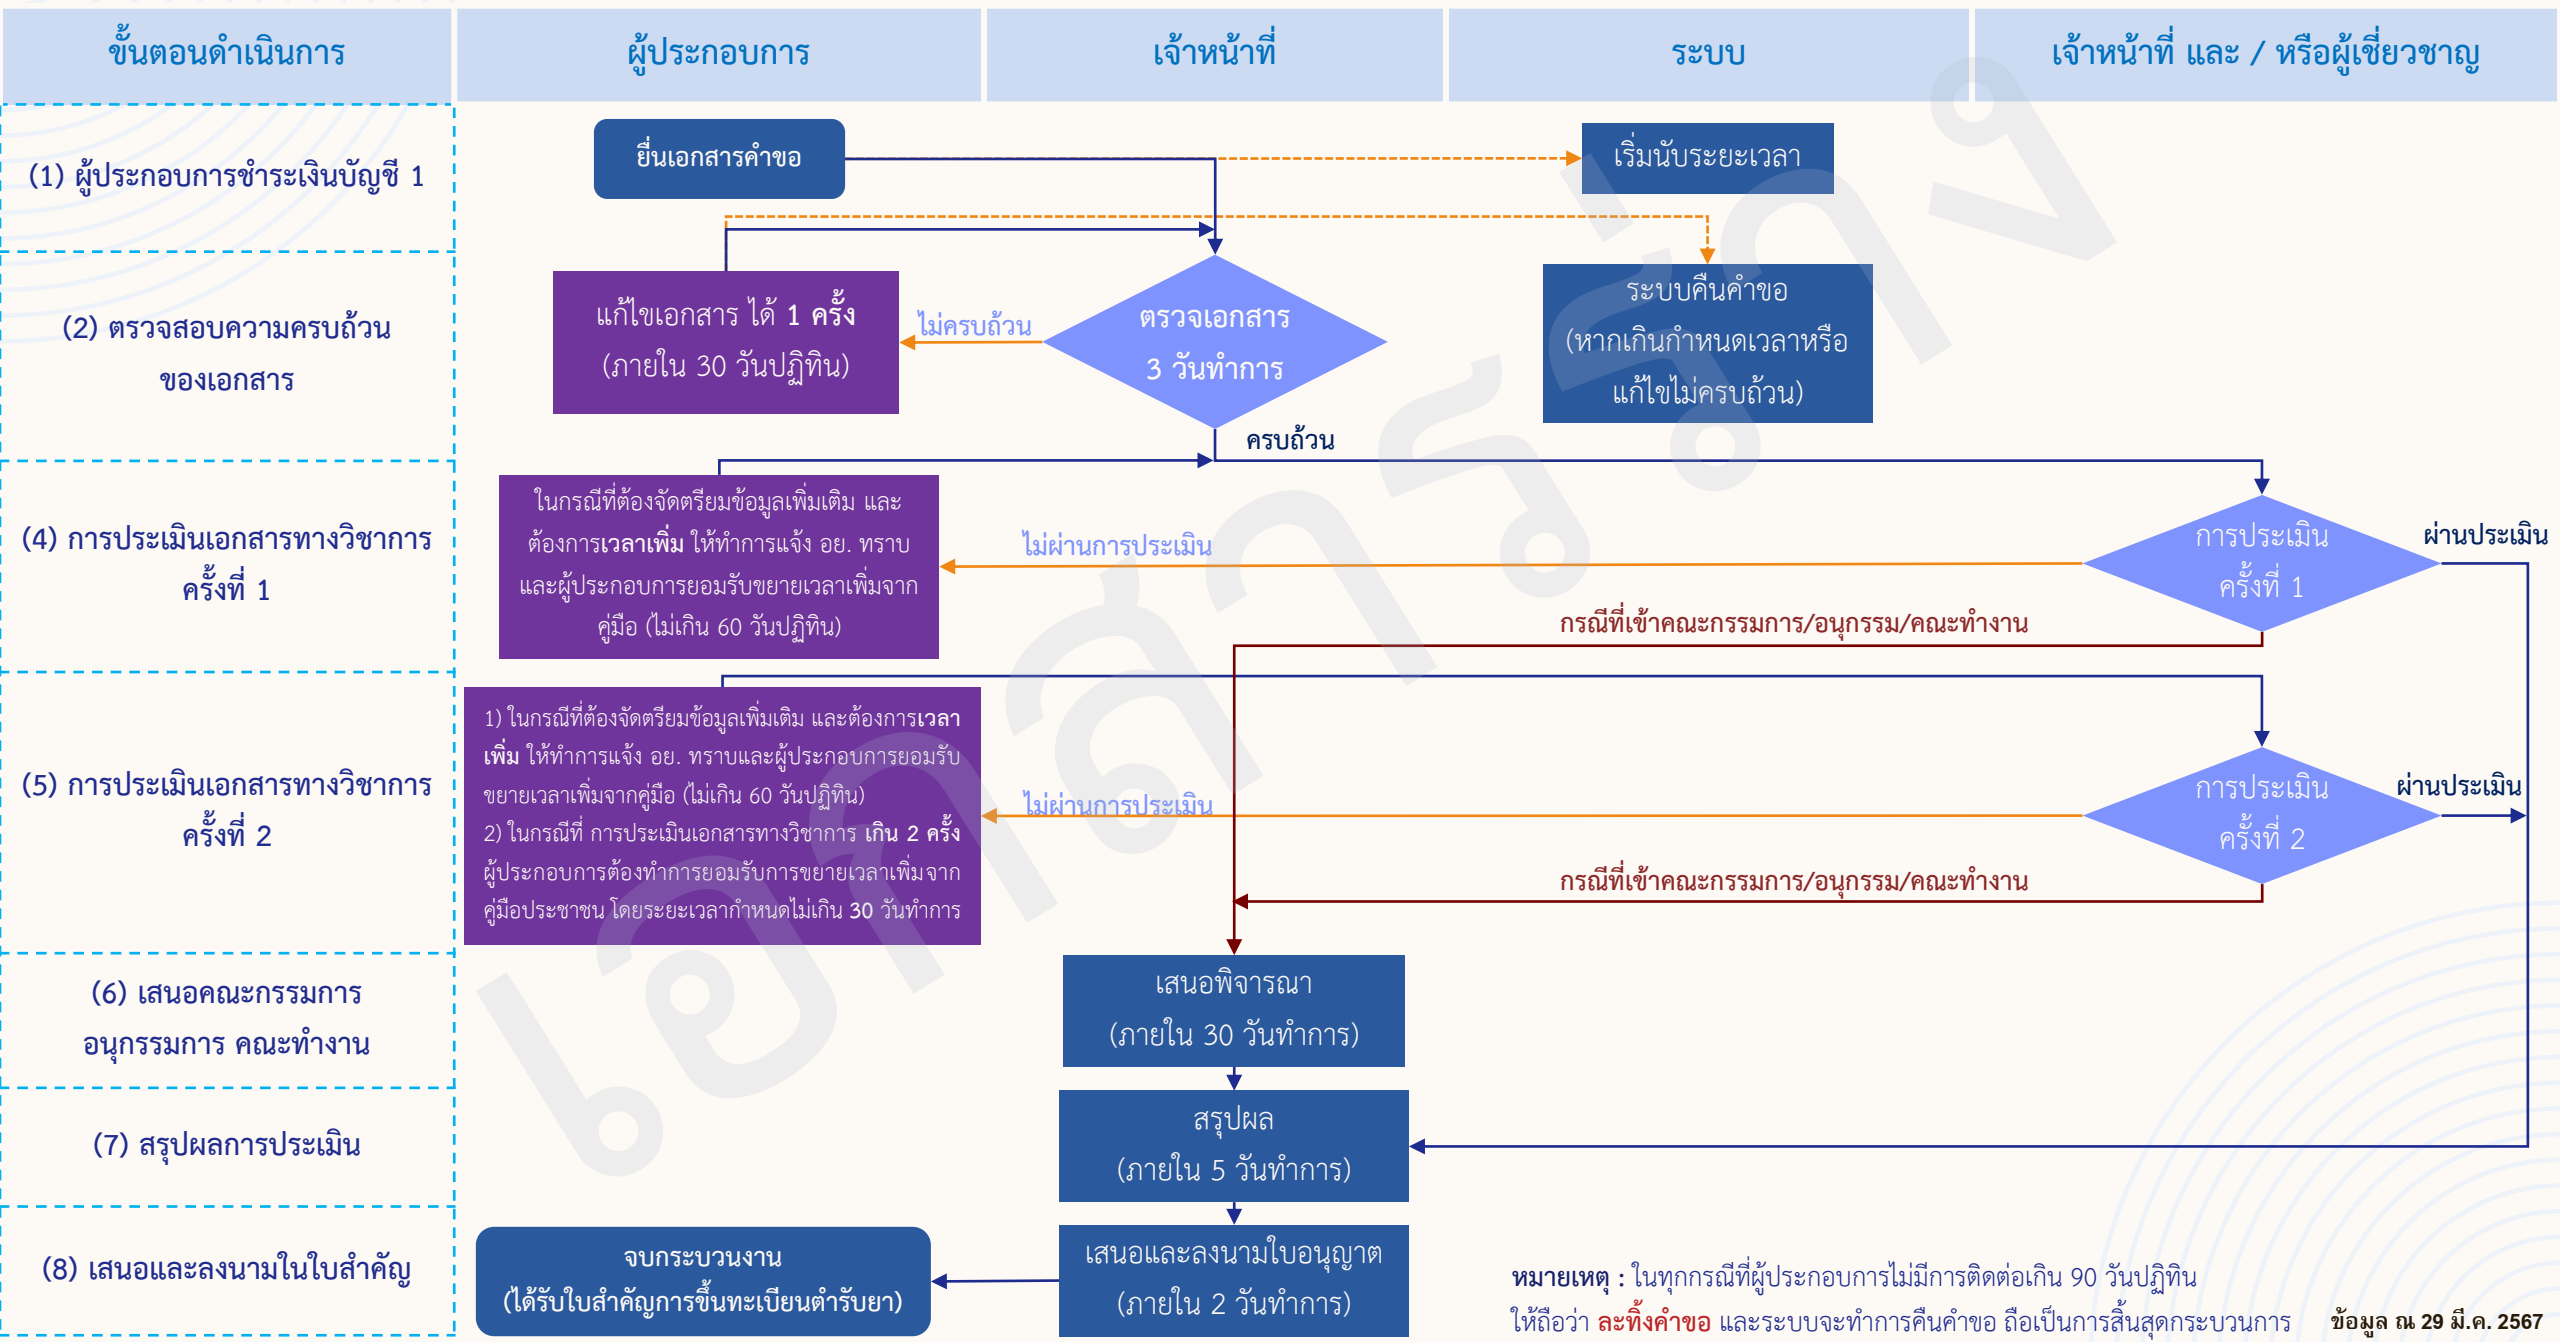 ขั้นตอนดำเนินการ
ผู้ประกอบการ
เจ้าหน้าที่
ระบบ
เจ้าหน้าที่ และ / หรือผู้เชี่ยวชาญ
(1) ผู้ประกอบการชำระเงินบัญชี 1
ยื่นเอกสารคำขอ
เริ่มนับระยะเวลา
(2) ตรวจสอบความครบถ้วน
ของเอกสาร
แก้ไขเอกสาร ได้ 1 ครั้ง
(ภายใน 30 วันปฏิทิน)
ไม่ครบถ้วน
ตรวจเอกสาร
3 วันทำการ
ระบบคืนคำขอ
(หากเกินกำหนดเวลาหรือ
แก้ไขไม่ครบถ้วน)
ครบถ้วน
(4) การประเมินเอกสารทางวิชาการ
ครั้งที่ 1
ในกรณีที่ต้องจัดตรียมข้อมูลเพิ่มเติม และ
ต้องการเวลาเพิ่ม ให้ทำการแจ้ง อย. ทราบ
และผู้ประกอบการยอมรับขยายเวลาเพิ่มจาก
คู่มือ (ไม่เกิน 60 วันปฏิทิน)
ไม่ผ่านการประเมิน
การประเมิน
ครั้งที่ 1
ผ่านประเมิน
กรณีที่เข้าคณะกรรมการ/อนุกรรม/คณะทำงาน
(5) การประเมินเอกสารทางวิชาการ
ครั้งที่ 2
1) ในกรณีที่ต้องจัดตรียมข้อมูลเพิ่มเติม และต้องการเวลา
เพิ่ม ให้ทำการแจ้ง อย. ทราบและผู้ประกอบการยอมรับ
ขยายเวลาเพิ่มจากคู่มือ (ไม่เกิน 60 วันปฏิทิน)
2) ในกรณีที่ การประเมินเอกสารทางวิชาการ เกิน 2 ครั้ง
ผู้ประกอบการต้องทำการยอมรับการขยายเวลาเพิ่มจาก
คู่มือประชาชน โดยระยะเวลากำหนดไม่เกิน 30 วันทำการ
ไม่ผ่านการประเมิน
การประเมิน
ครั้งที่ 2
ผ่านประเมิน
กรณีที่เข้าคณะกรรมการ/อนุกรรม/คณะทำงาน
(6) เสนอคณะกรรมการ
อนุกรรมการ คณะทำงาน
เสนอพิจารณา
(ภายใน 30 วันทำการ)
(7) สรุปผลการประเมิน
สรุปผล
(ภายใน 5 วันทำการ)
(8) เสนอและลงนามในใบสำคัญ
จบกระบวนงาน
(ได้รับใบสำคัญการขึ้นทะเบียนตำรับยา)
เสนอและลงนามใบอนุญาต
(ภายใน 2 วันทำการ)
หมายเหตุ : ในทุกกรณีที่ผู้ประกอบการไม่มีการติดต่อเกิน 90 วันปฏิทิน
ให้ถือว่า ละทิ้งคำขอ และระบบจะทำการคืนคำขอ ถือเป็นการสิ้นสุดกระบวนการ
ข้อมูล ณ 29 มี.ค. 2567
เอกสารร่าง